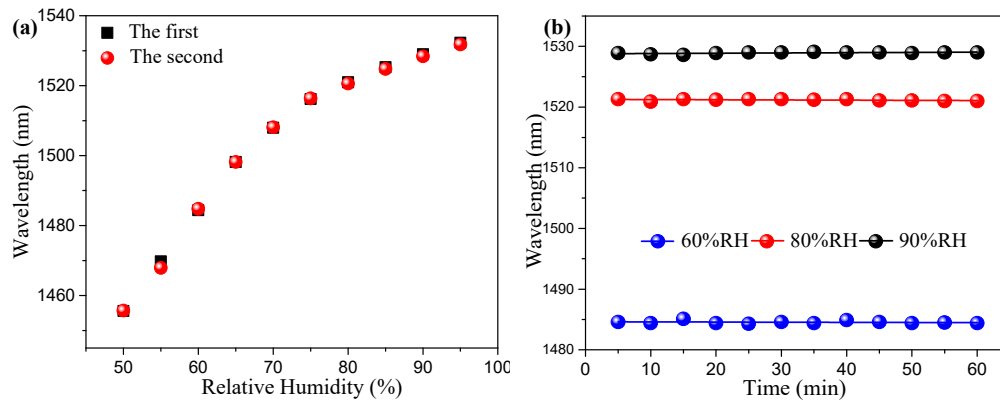 (a)
The first
The second
1540
1520
1500
1480
1460
Wavelength (nm)
50 60 70 80 90 100
Relative Humidity (%)
(b)
1530
1520
1510
1500
1490
1480
Wavelength (nm)
60%RH 80%RH 90%RH
0 10 20 30 40 50 60
Time (min)